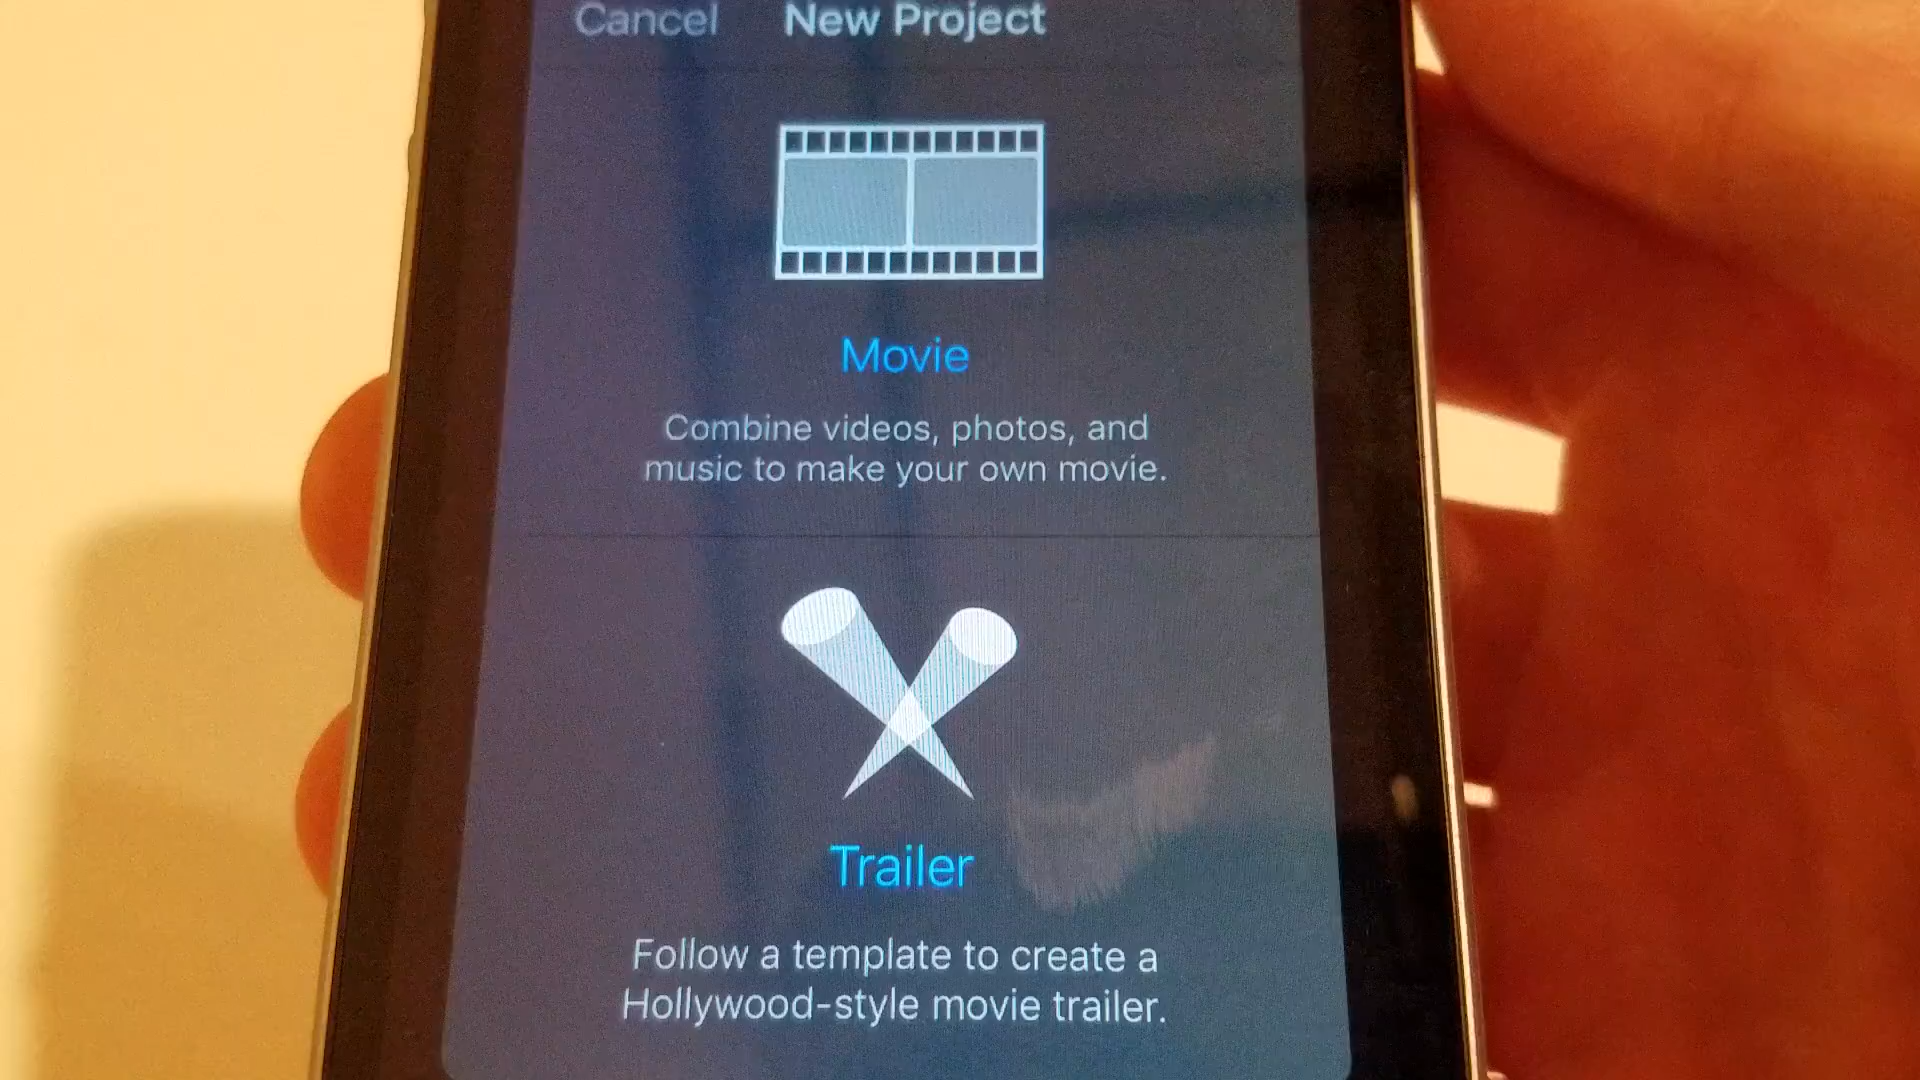 Cancel New Project
Movie
Combine videos, photos, and
music to make your own movie.
Trailer
Follow a template to create a
Hollywood-style movie trailer.